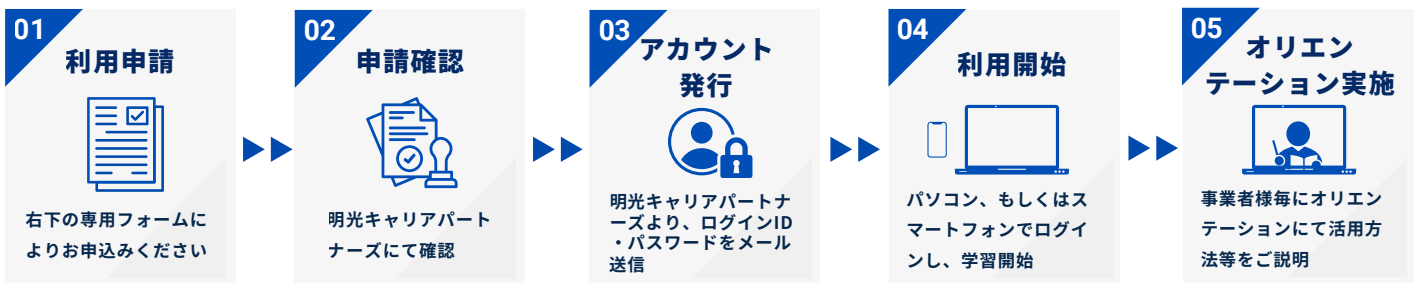 01
利用申請
右下の専用フォームに
よりお申込みください
02
申請確認
明光キャリアパート
ナーズにて確認
03
アカウント
発行
明光キャリアパートナ
ーズより、ログインID
・パスワードをメール
送信
04
利用開始
パソコン、もしくはス
マートフォンでログイ
ンし、学習開始
05
オリエン
テーション実施
事業者様毎にオリエン
テーションにて活用方
法等をご説明